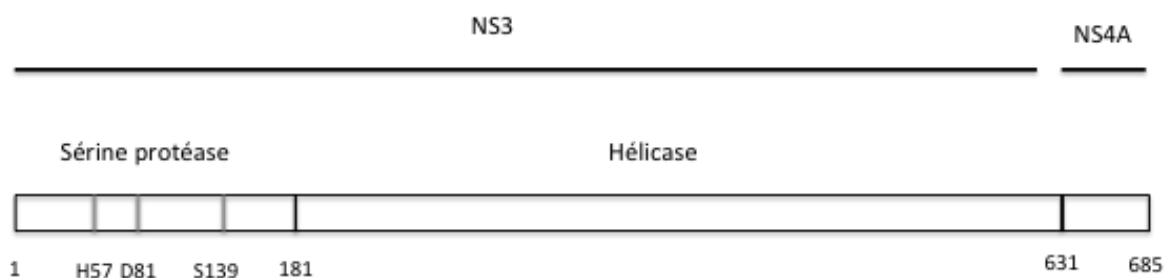 NS3
NS4A
Sérine protéase
Hélicase
1 H57 D81 S139 181 631 685